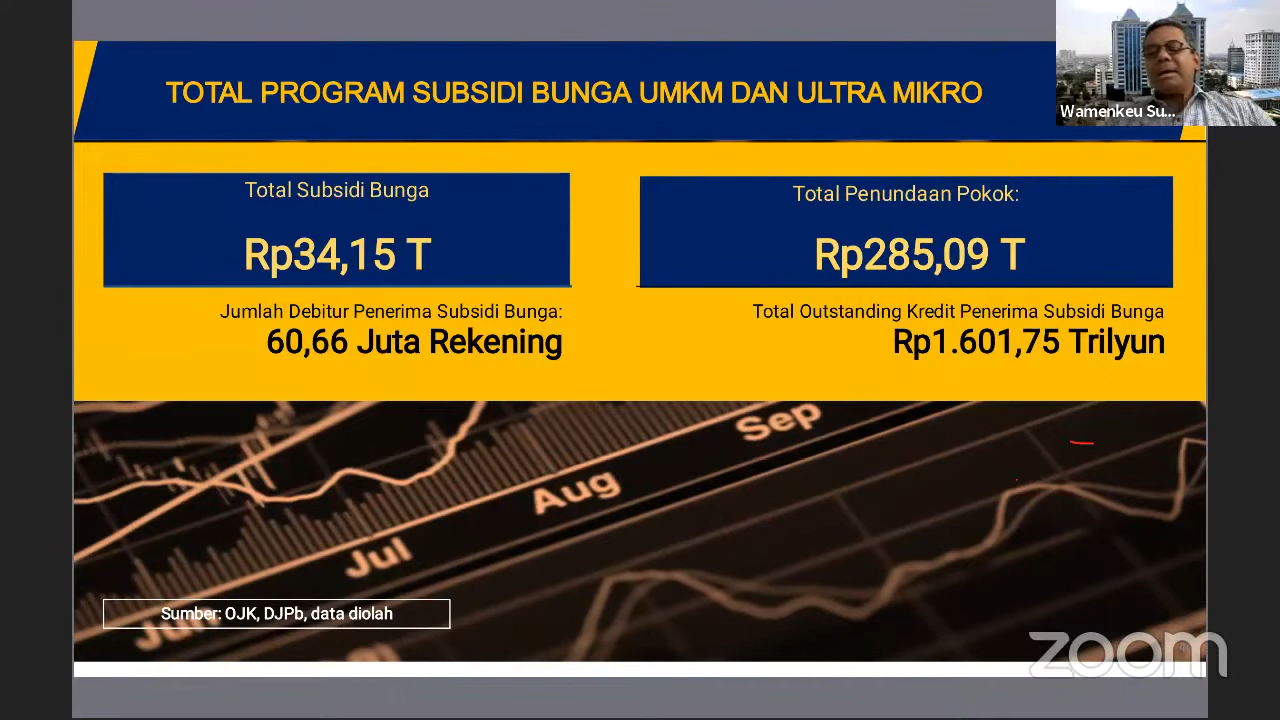 TOTAL PROGRAM SUBSIDI BUNGA UMKM DAN ULTRA MIKRO
Wamenkeu Su...
Total Subsidi Bunga
Rp34,15 T
Jumlah Debitur Penerima Subsidi Bunga:
60,66 Juta Rekening
Total Penundaan Pokok:
Rp285,09 T
Total Outstanding Kredit Penerima Subsidi Bunga
Rp1.601,75 Trilyun
Sep
Aug
Jul
Jun
Sumber: OJK, DJPb, data diolah
zoom